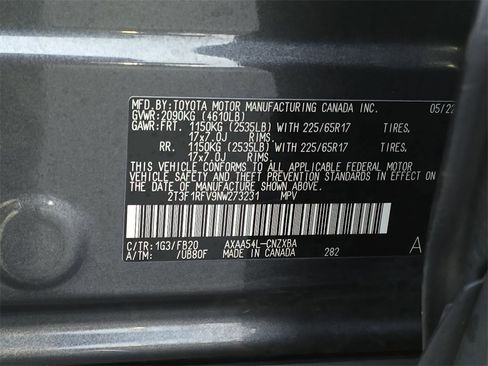 MFD.BY:TOYOTA MOTOR MANUFACTURING CANADA INC. 05/22
GVWR:2090KG (4610LB)
GAWR:FRT. 1150KG (2535LB) WITH 225/65R17 TIRES,
17x7.0J RIMS.
RR. 1150KG (2535LB) WITH 225/65R17 TIRES,
17x7.0J RIMS.
THIS VEHICLE CONFORMS TO ALL APPLICABLE FEDERAL MOTOR
VEHICLE SAFETY AND THEFT PREVENTION STANDARDS IN EFFECT
ON THE DATE OF MANUFACTURE SHOWN ABOVE.
2T3F1RFV9NW273231 MPV
C/TR:1G3/FB20 AXAA54L-CNZXBA A
A/TM: /UB80F MADE IN CANADA 282